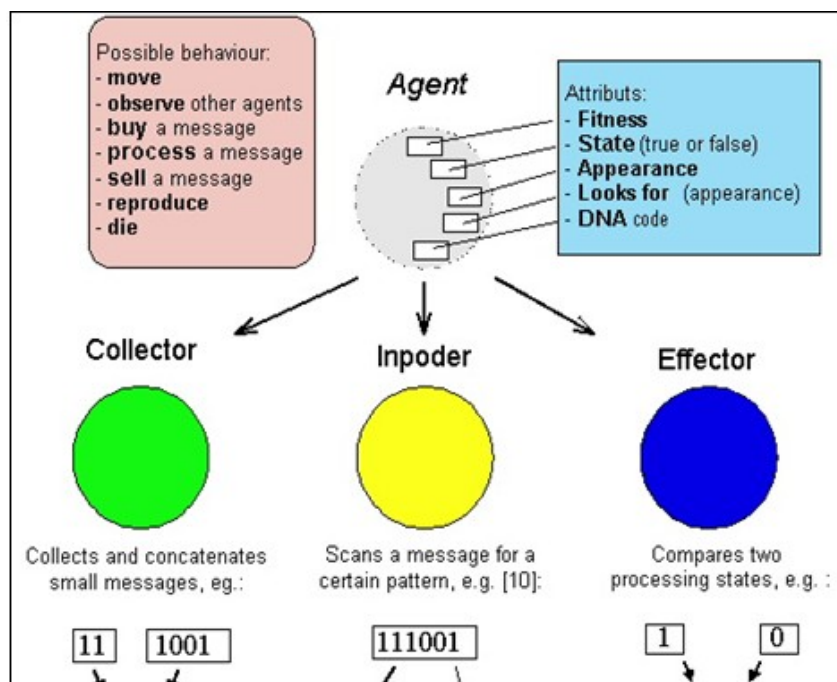 Possible behaviour:
- move
- observe other agents
- buy a message
- process a message
- sell a message
- reproduce
- die
Agent
Attributs:
- Fitness
- State (true or false)
- Appearance
- Looks for (appearance)
- DNA code
Collector
Inpoder
Effector
Collects and concatenates
small messages, eg.:
Scans a message for a
certain pattern, e.g. [10]:
Compares two
processing states, e.g. :
11 1001
111001
1 0